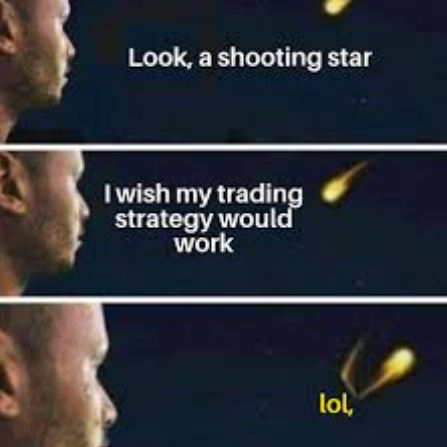 Look, a shooting star
I wish my trading
strategy would
work
lol,